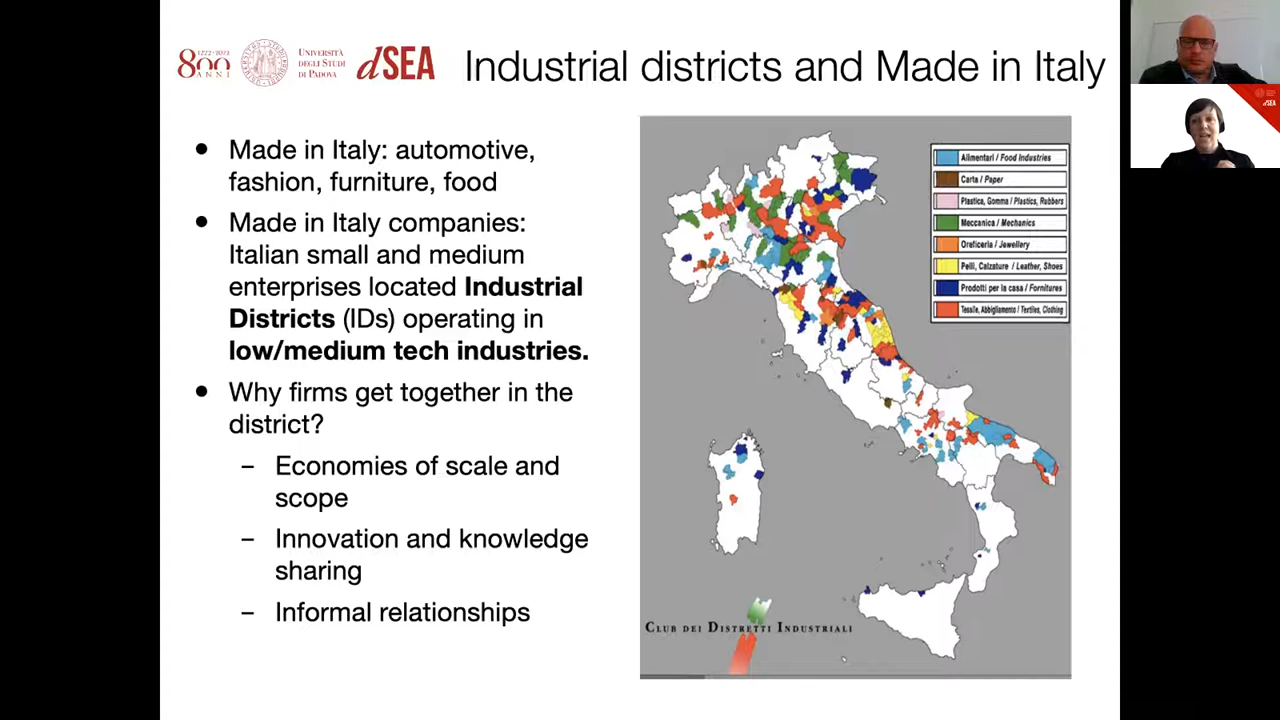 1222·2022
800
ANNI
UNIVERSITÀ
DEGLI STUDI
DI PADOVA
dSEA
Industrial districts and Made in Italy
• Made in Italy: automotive,
fashion, furniture, food
• Made in Italy companies:
Italian small and medium
enterprises located Industrial
Districts (IDs) operating in
low/medium tech industries.
• Why firms get together in the
district?
– Economies of scale and
scope
– Innovation and knowledge
sharing
– Informal relationships
Alimentari / Food Industries
Carta / Paper
Plastica, Gomma / Plastics, Rubbers
Meccanica / Mechanics
Oreficeria / Jewellery
Pelli, Calzature / Leather, Shoes
Prodotti per la casa / Fornitures
Tessile, Abbigliamento / Textiles, Clothing
CLUB DEI DISTRETTI INDUSTRIALI
dSEA